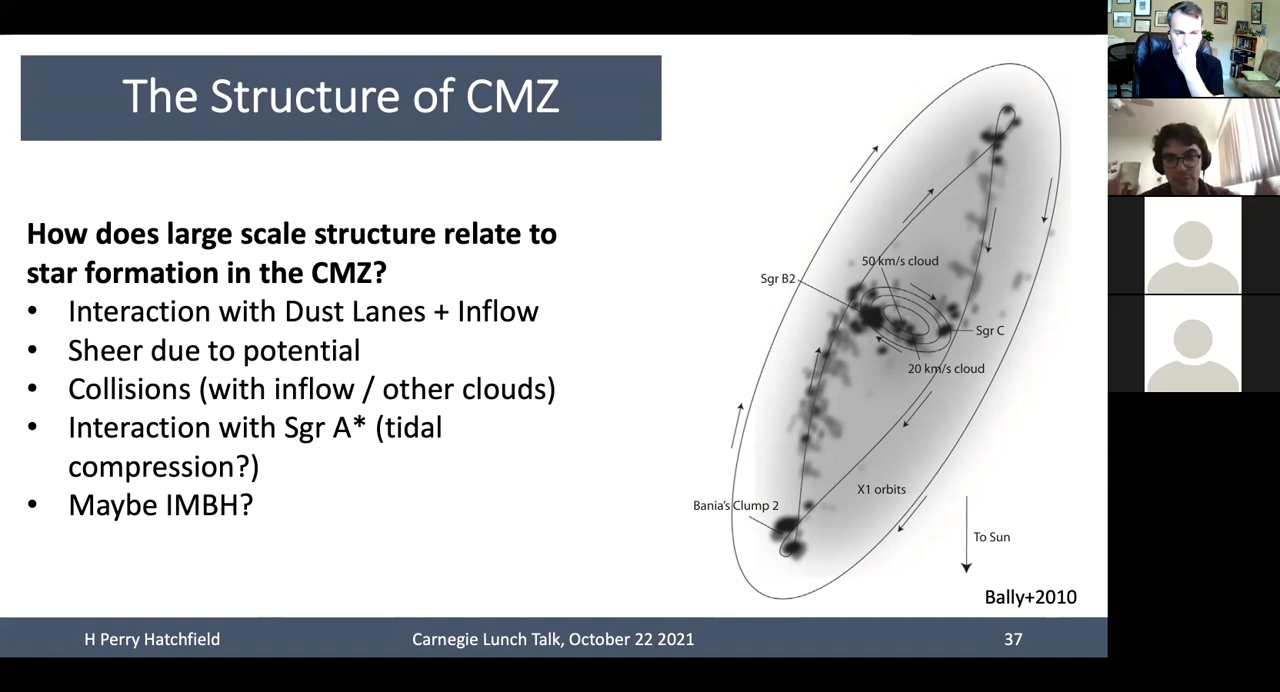 The Structure of CMZ
How does large scale structure relate to
star formation in the CMZ?
• Interaction with Dust Lanes + Inflow
• Sheer due to potential
• Collisions (with inflow / other clouds)
• Interaction with Sgr A* (tidal
compression?)
• Maybe IMBH?
50 km/s cloud
Sgr B2
Sgr C
20 km/s cloud
X1 orbits
Bania's Clump 2
To Sun
Bally+2010
H Perry Hatchfield
Carnegie Lunch Talk, October 22 2021
37